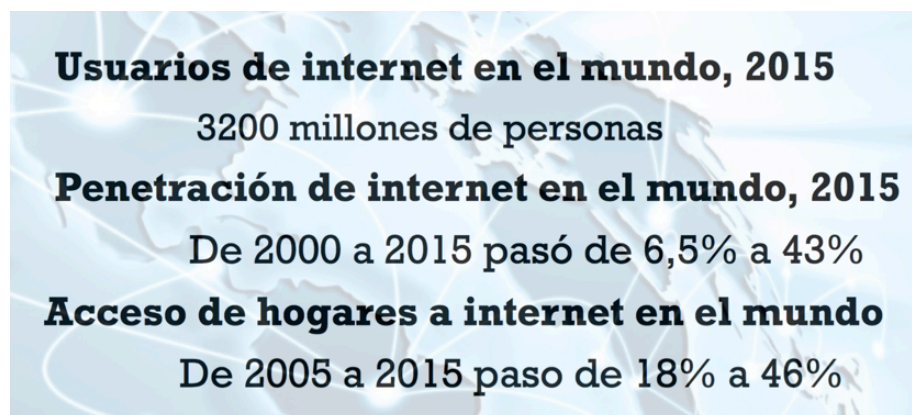 Usuarios de internet en el mundo, 2015
3200 millones de personas
Penetración de internet en el mundo, 2015
De 2000 a 2015 pasó de 6,5% a 43%
Acceso de hogares a internet en el mundo
De 2005 a 2015 paso de 18% a 46%